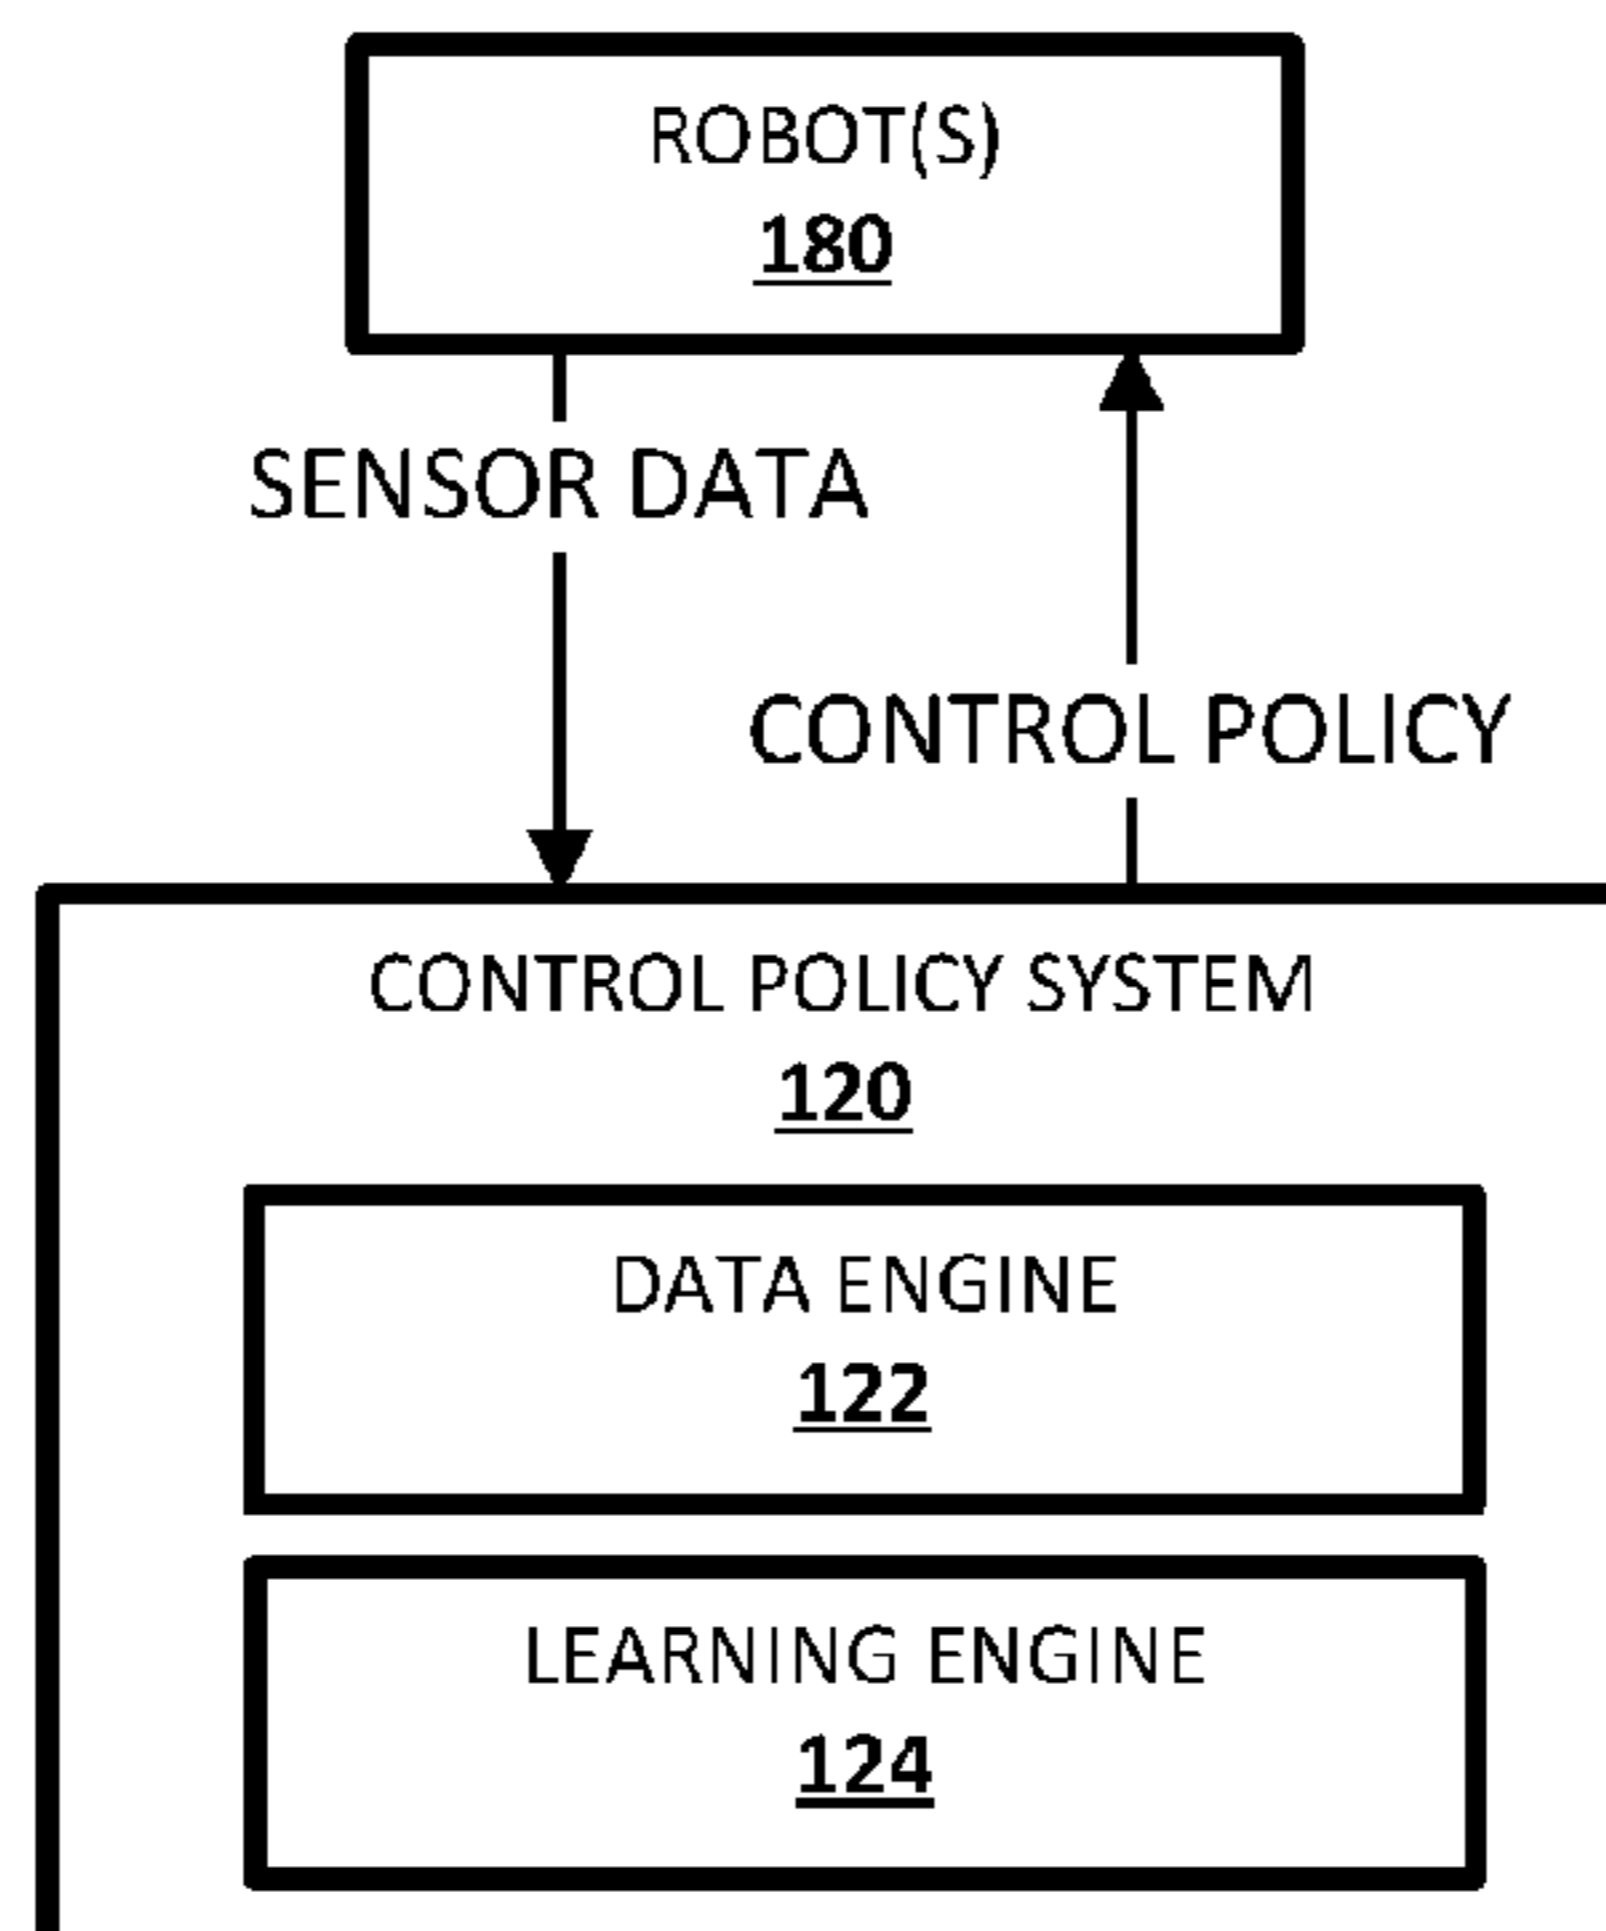 ROBOT(S)
180
SENSOR DATA
CONTROL POLICY
CONTROL POLICY SYSTEM
120
DATA ENGINE
122
LEARNING ENGINE
124